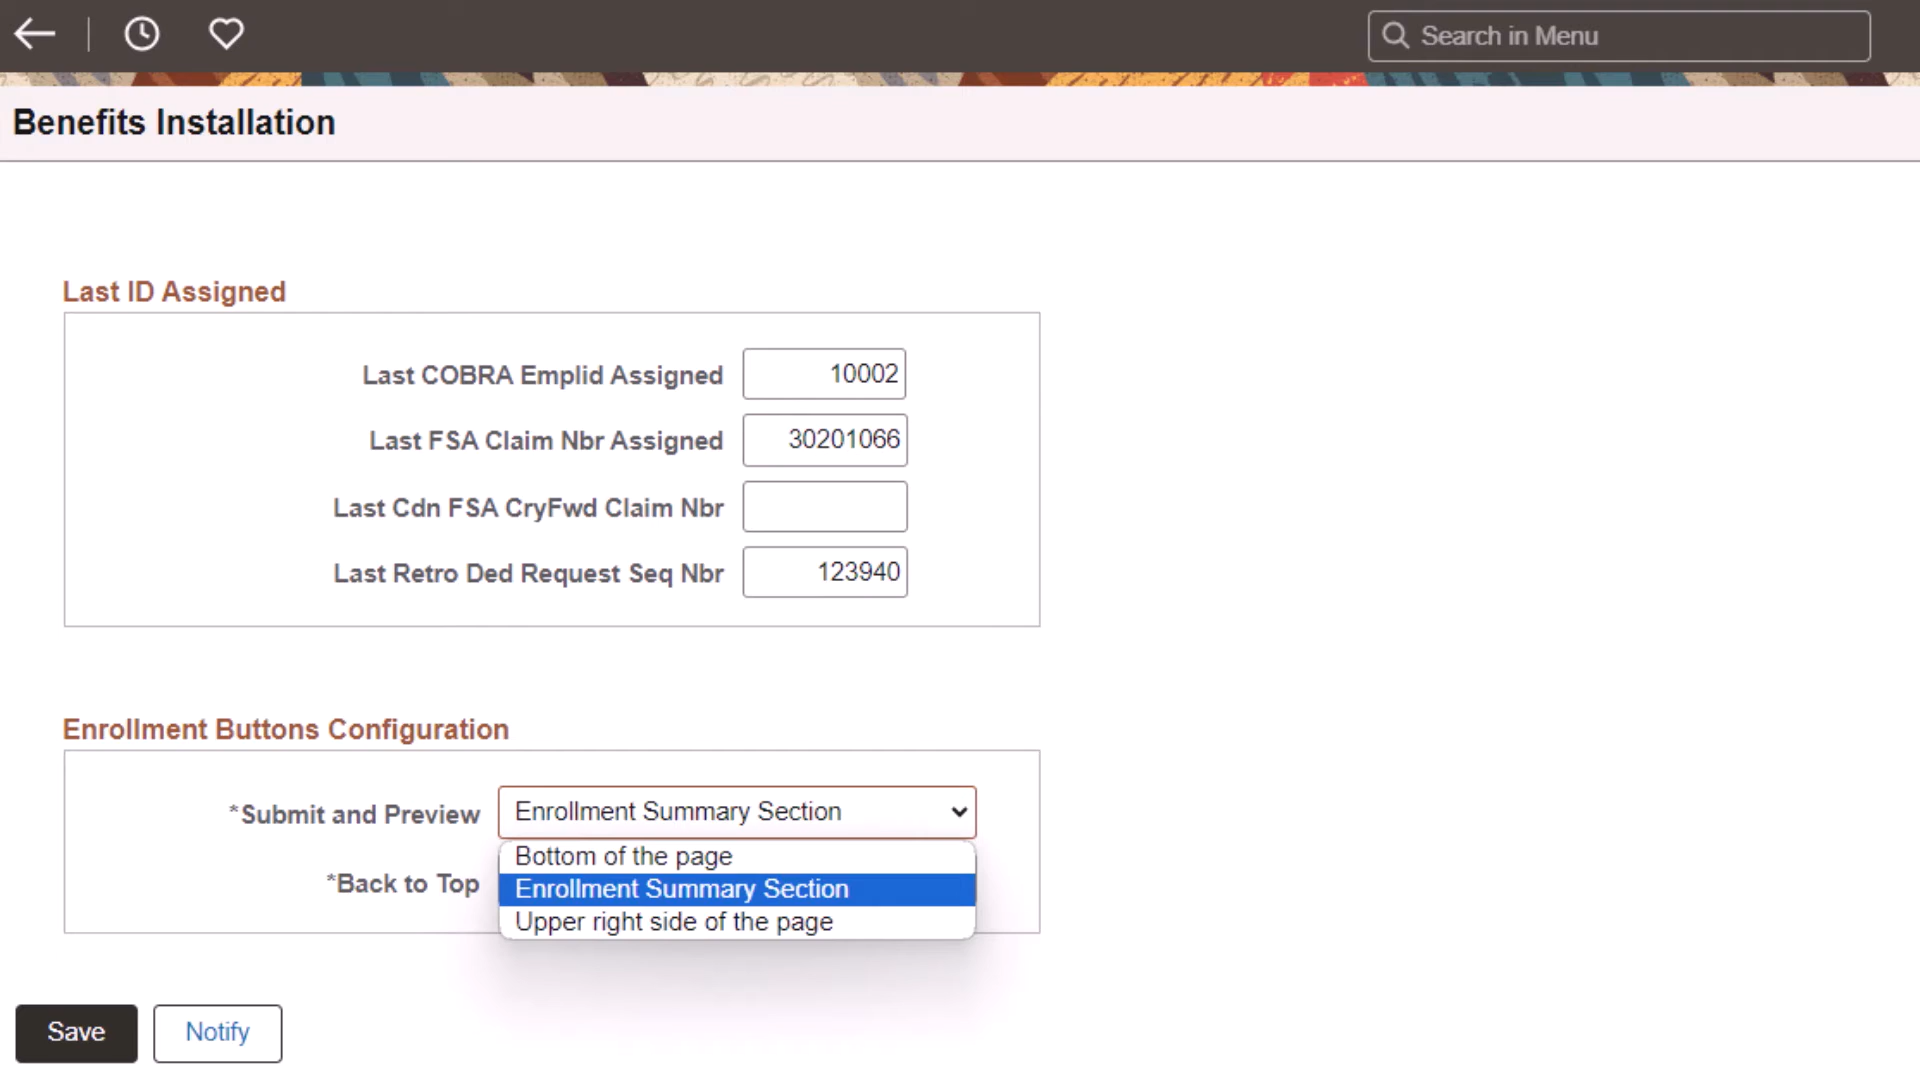 Search in Menu
Benefits Installation
Last ID Assigned
Last COBRA Emplid Assigned 10002
Last FSA Claim Nbr Assigned 30201066
Last Cdn FSA CryFwd Claim Nbr
Last Retro Ded Request Seq Nbr 123940
Enrollment Buttons Configuration
*Submit and Preview Enrollment Summary Section
Bottom of the page
*Back to Top Enrollment Summary Section
Upper right side of the page
Save Notify